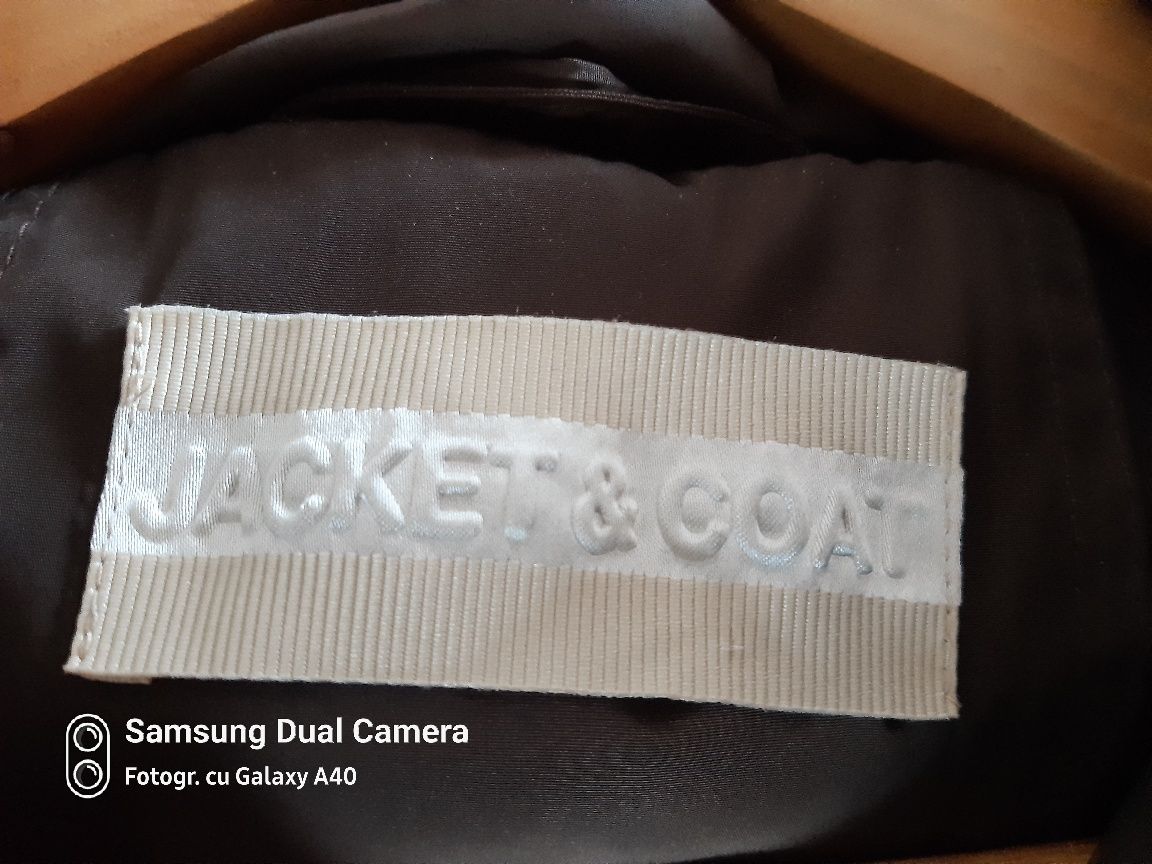 JACKET & COAT
Samsung Dual Camera
Fotogr. cu Galaxy A40